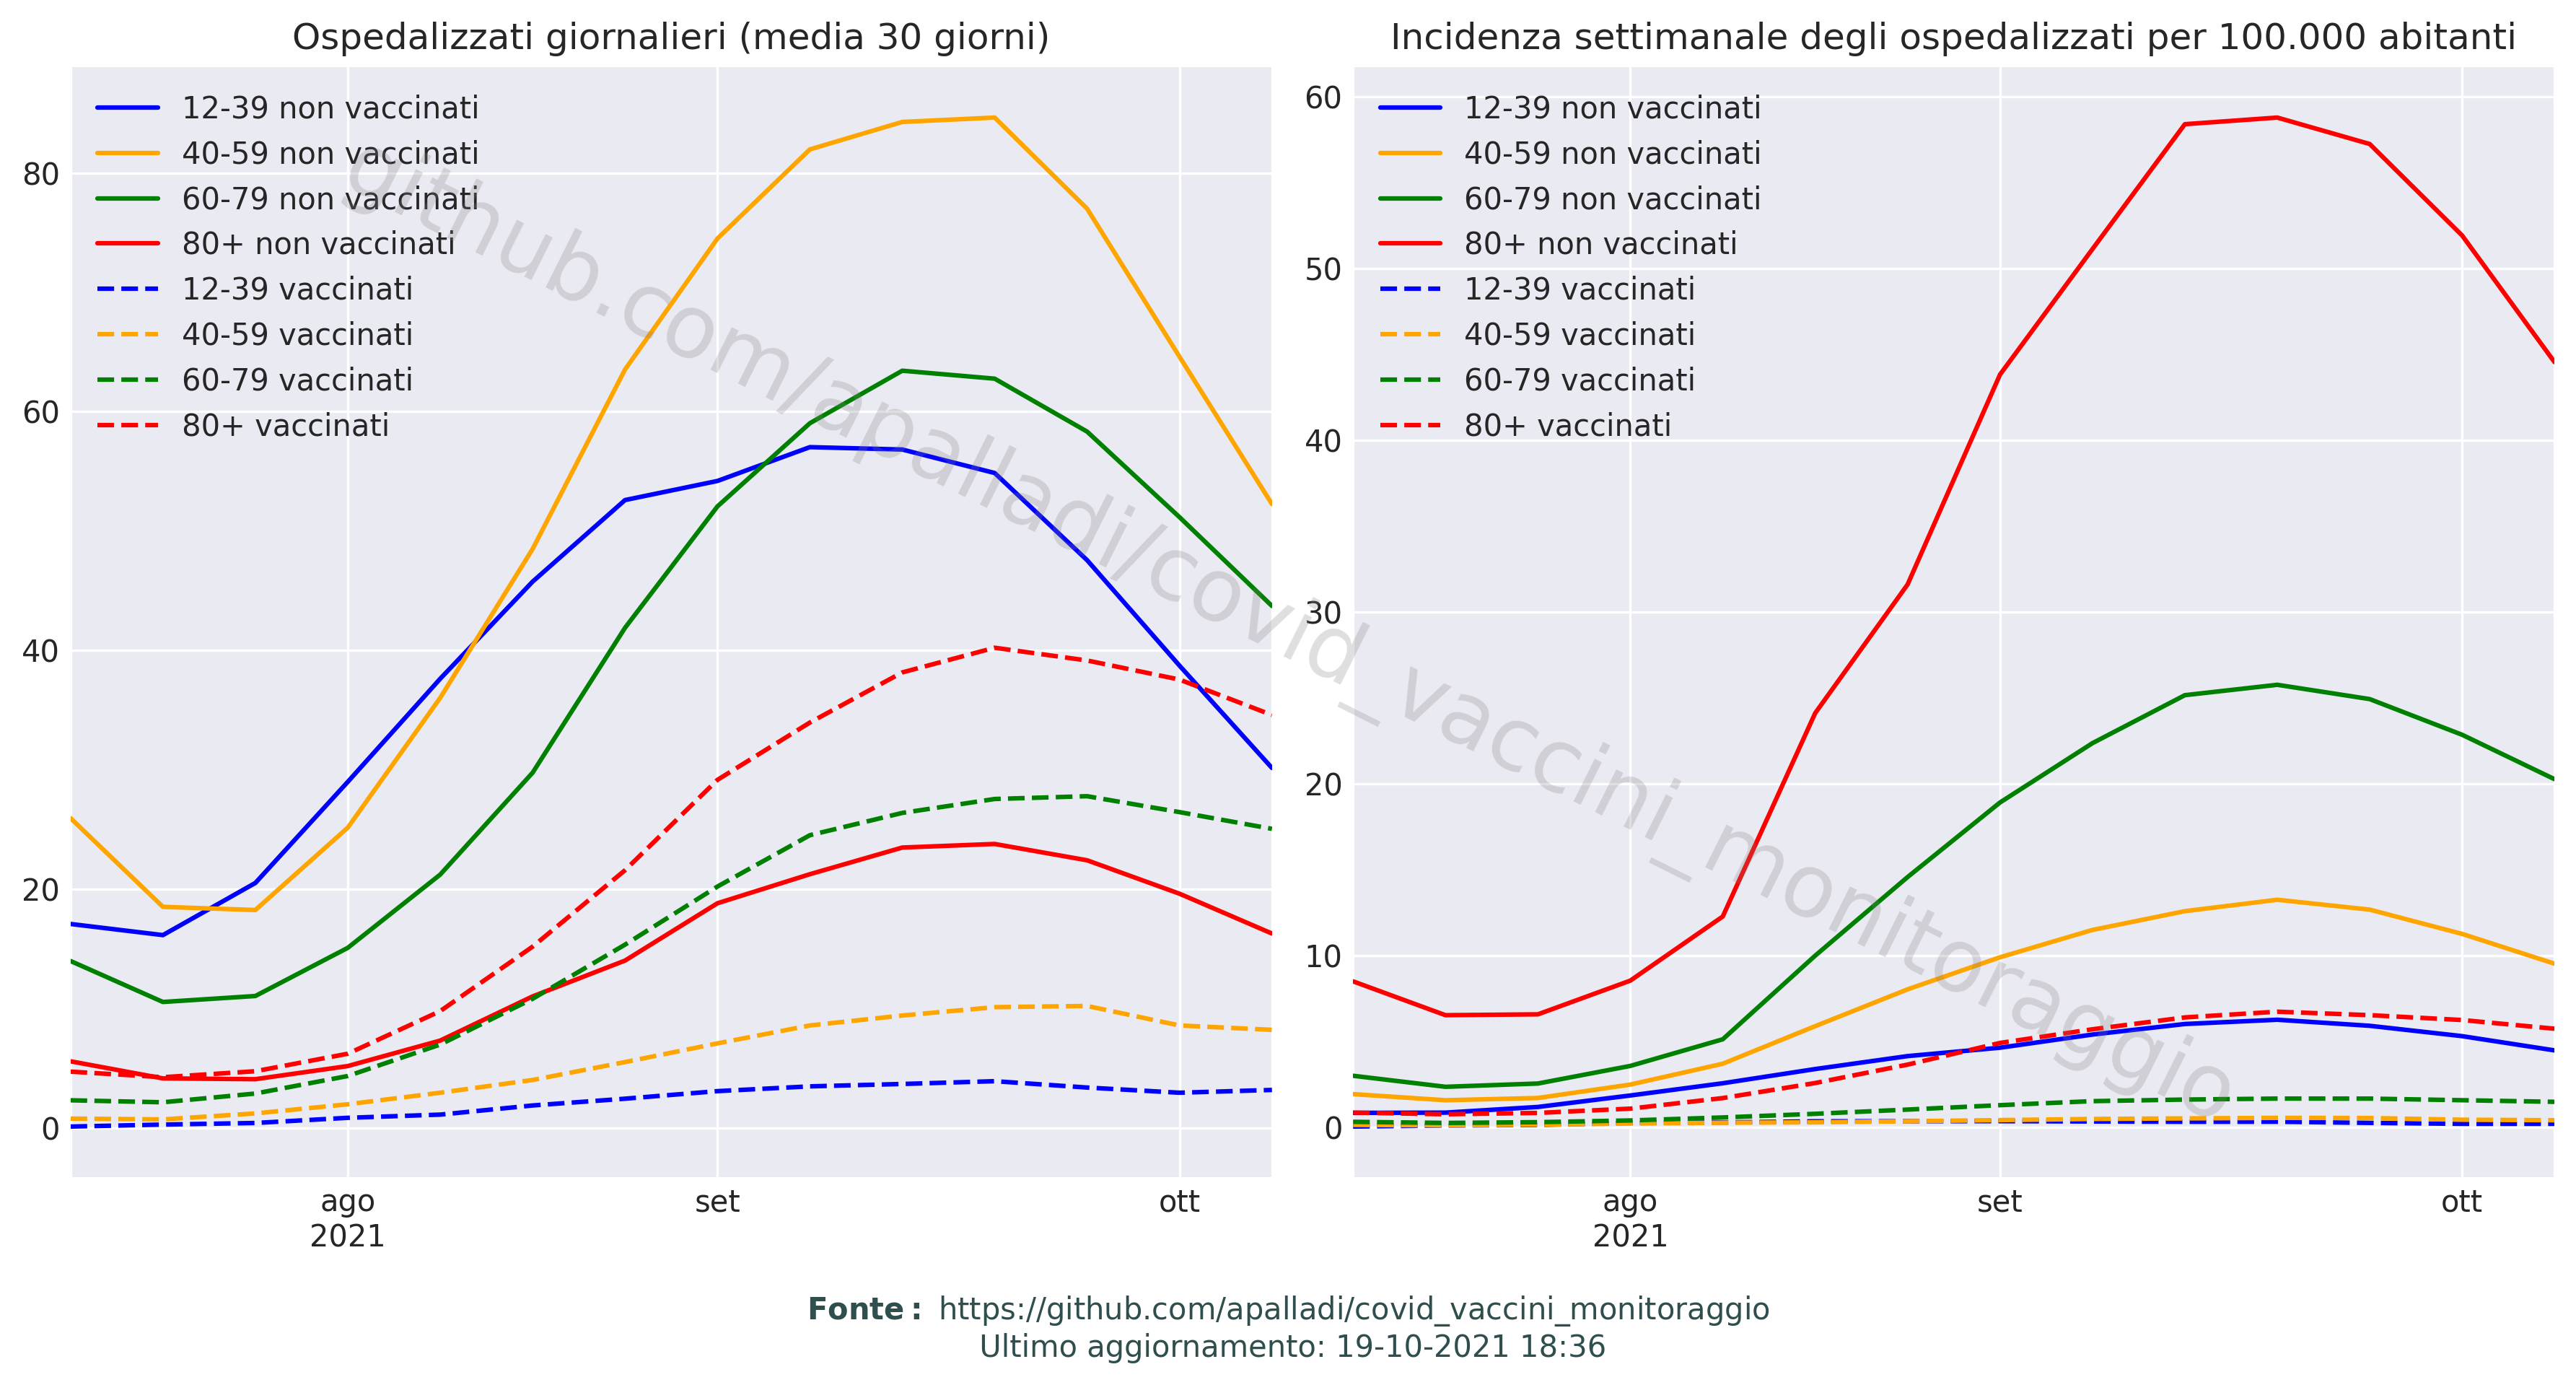 Ospedalizzati giornalieri (media 30 giorni)
12-39 non vaccinati
40-59 non vaccinati
60-79 non vaccinati
80+ non vaccinati
12-39 vaccinati
40-59 vaccinati
60-79 vaccinati
80+ vaccinati
80
60
40
20
0
ago
2021
set
ott
Incidenza settimanale degli ospedalizzati per 100.000 abitanti
12-39 non vaccinati
40-59 non vaccinati
60-79 non vaccinati
80+ non vaccinati
12-39 vaccinati
40-59 vaccinati
60-79 vaccinati
80+ vaccinati
60
50
40
30
20
10
0
ago
2021
set
ott
github.com/apalladi/covid_vaccini_monitoraggio
Fonte: https://github.com/apalladi/covid_vaccini_monitoraggio
Ultimo aggiornamento: 19-10-2021 18:36